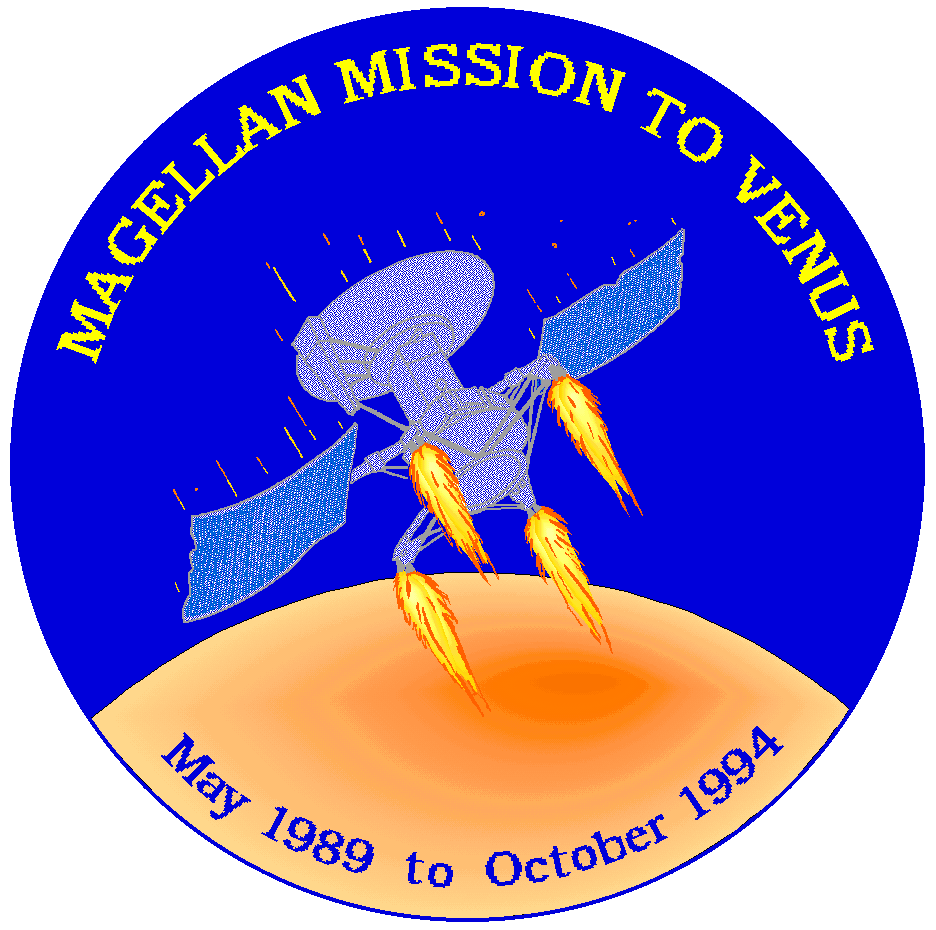 MAGELLAN MISSION TO VENUS
May 1989 to October 1994